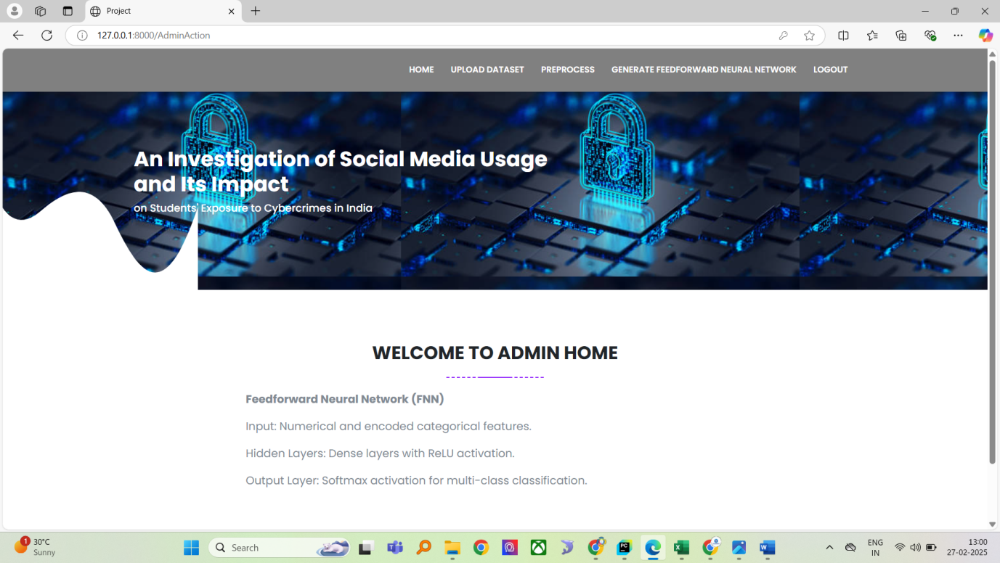 Project
127.0.0.1:8000/AdminAction
HOME UPLOAD DATASET PREPROCESS GENERATE FEEDFORWARD NEURAL NETWORK LOGOUT
An Investigation of Social Media Usage
and Its Impact
on Students' Exposure to Cybercrimes in India
WELCOME TO ADMIN HOME
Feedforward Neural Network (FNN)
Input: Numerical and encoded categorical features.
Hidden Layers: Dense layers with ReLU activation.
Output Layer: Softmax activation for multi-class classification.
1
30°C
Sunny
Search
PC
ENG
IN
13:00
27-02-2025